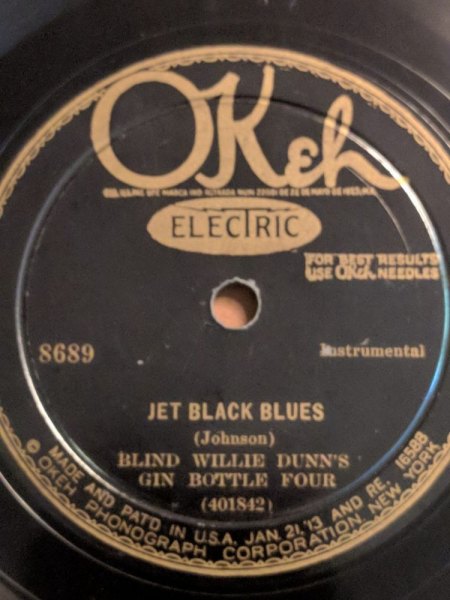 OKeh
ELECTRIC
FOR BEST RESULTS
USE OKeh NEEDLES
8689
Instrumental
JET BLACK BLUES
(Johnson)
BLIND WILLIE DUNN'S
GIN BOTTLE FOUR
(401842)
MADE AND PAT'D IN U.S.A. JAN. 21, '13 AND RE. 16588
© OKEH PHONOGRAPH CORPORATION NEW YORK